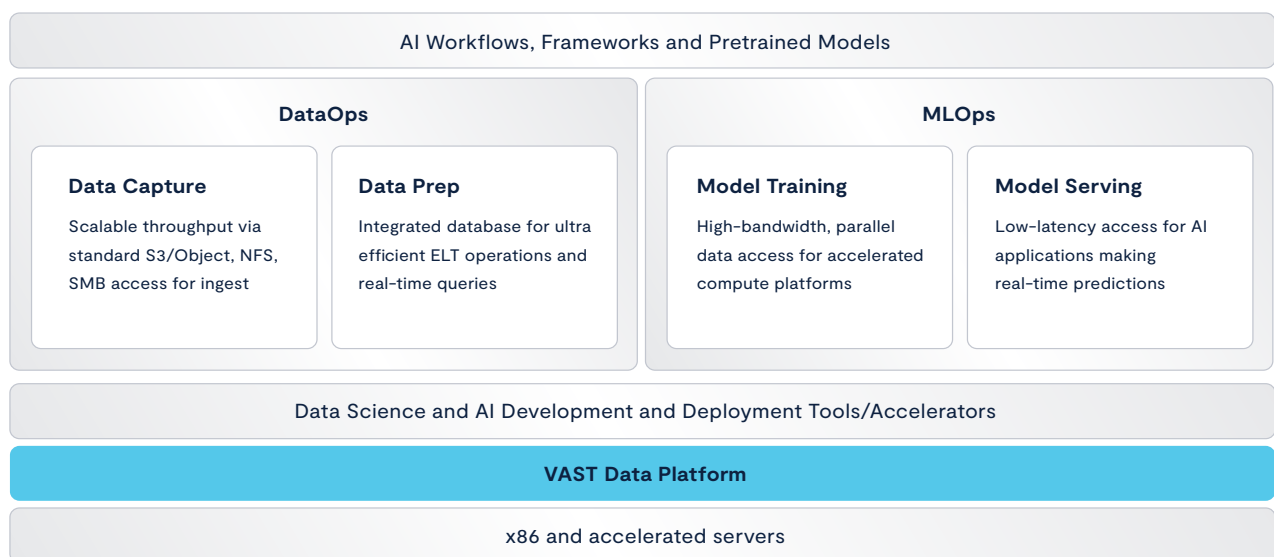 AI Workflows, Frameworks and Pretrained Models
DataOps
Data Capture
Scalable throughput via
standard S3/Object, NFS,
SMB access for ingest
Data Prep
Integrated database for ultra
efficient ELT operations and
real-time queries
MLOps
Model Training
High-bandwidth, parallel
data access for accelerated
compute platforms
Model Serving
Low-latency access for AI
applications making
real-time predictions
Data Science and AI Development and Deployment Tools/Accelerators
VAST Data Platform
x86 and accelerated servers